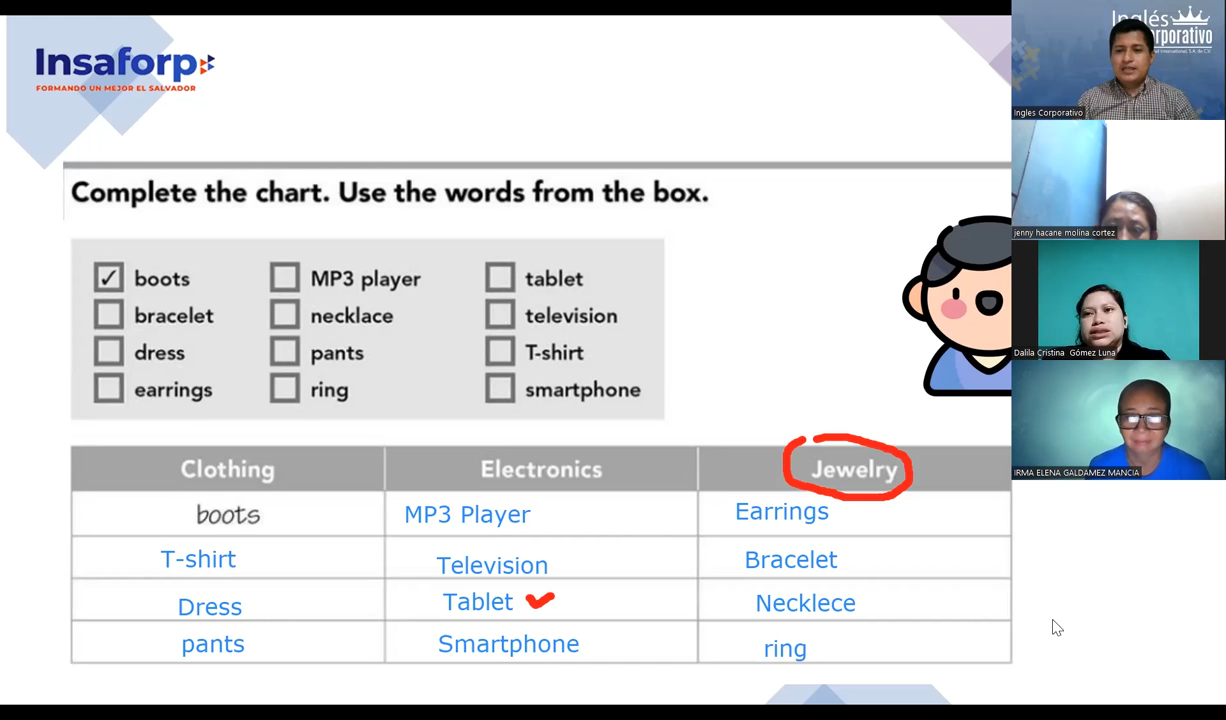 Insaforp
FORMANDO UN MEJOR EL SALVADOR
Complete the chart. Use the words from the box.
✓ boots MP3 player tablet
bracelet necklace television
dress pants T-shirt
earrings ring smartphone
Clothing Electronics Jewelry
boots MP3 Player Earrings
T-shirt Television Bracelet
Dress Tablet Necklece
pants Smartphone ring
Inglés
Corporativo
Ingles Corporativo
jenny hacane molina cortez
Dalila Cristina Gómez Luna
IRMA ELENA GALDAMEZ MANCIA